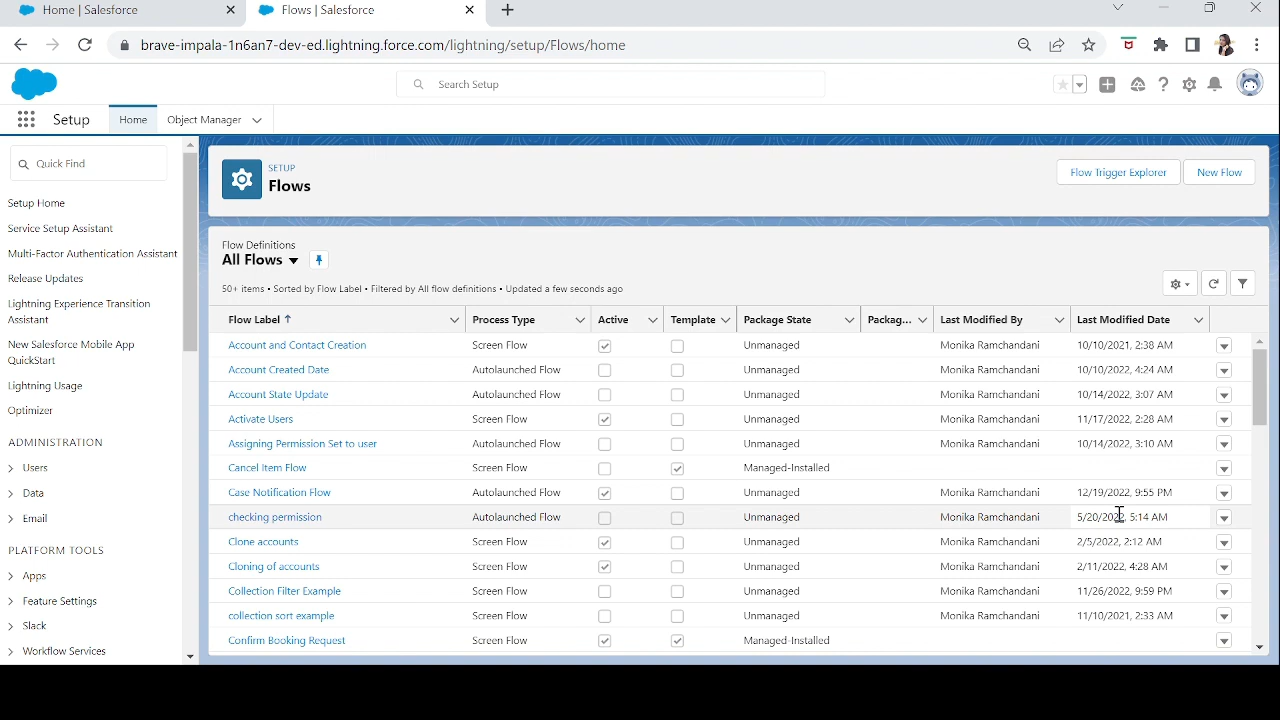 Home | Salesforce
Flows | Salesforce
brave-impala-1n6an7-dev-ed.lightning.force.com/lightning/setup/Flows/home
Search Setup
Setup
Home
Object Manager
Quick Find
Setup Home
Service Setup Assistant
Multi-Factor Authentication Assistant
Release Updates
Lightning Experience Transition
Assistant
New Salesforce Mobile App
QuickStart
Lightning Usage
Optimizer
ADMINISTRATION
Users
Data
Email
PLATFORM TOOLS
Apps
Feature Settings
Slack
Workflow Services
SETUP
Flows
Flow Trigger Explorer
New Flow
Flow Definitions
All Flows
50+ items • Sorted by Flow Label • Filtered by All flow definitions • Updated a few seconds ago
Flow Label ↑ Process Type Active Template Package State Packag... Last Modified By Last Modified Date
Account and Contact Creation Screen Flow Unmanaged Monika Ramchandani 10/10/2021, 2:38 AM
Account Created Date Autolaunched Flow Unmanaged Monika Ramchandani 10/10/2022, 4:24 AM
Account State Update Autolaunched Flow Unmanaged Monika Ramchandani 10/14/2022, 3:07 AM
Activate Users Screen Flow Unmanaged Monika Ramchandani 11/17/2022, 2:28 AM
Assigning Permission Set to user Autolaunched Flow Unmanaged Monika Ramchandani 10/14/2022, 3:10 AM
Cancel Item Flow Screen Flow Managed-Installed
Case Notification Flow Autolaunched Flow Unmanaged Monika Ramchandani 12/19/2022, 9:55 PM
checking permission Autolaunched Flow Unmanaged Monika Ramchandani 5/20/2022, 5:14 AM
Clone accounts Screen Flow Unmanaged Monika Ramchandani 2/5/2022, 2:12 AM
Cloning of accounts Screen Flow Unmanaged Monika Ramchandani 2/11/2022, 4:28 AM
Collection Filter Example Screen Flow Unmanaged Monika Ramchandani 11/26/2022, 9:59 PM
collection sort example Screen Flow Unmanaged Monika Ramchandani 11/10/2021, 2:33 AM
Confirm Booking Request Screen Flow Managed-Installed